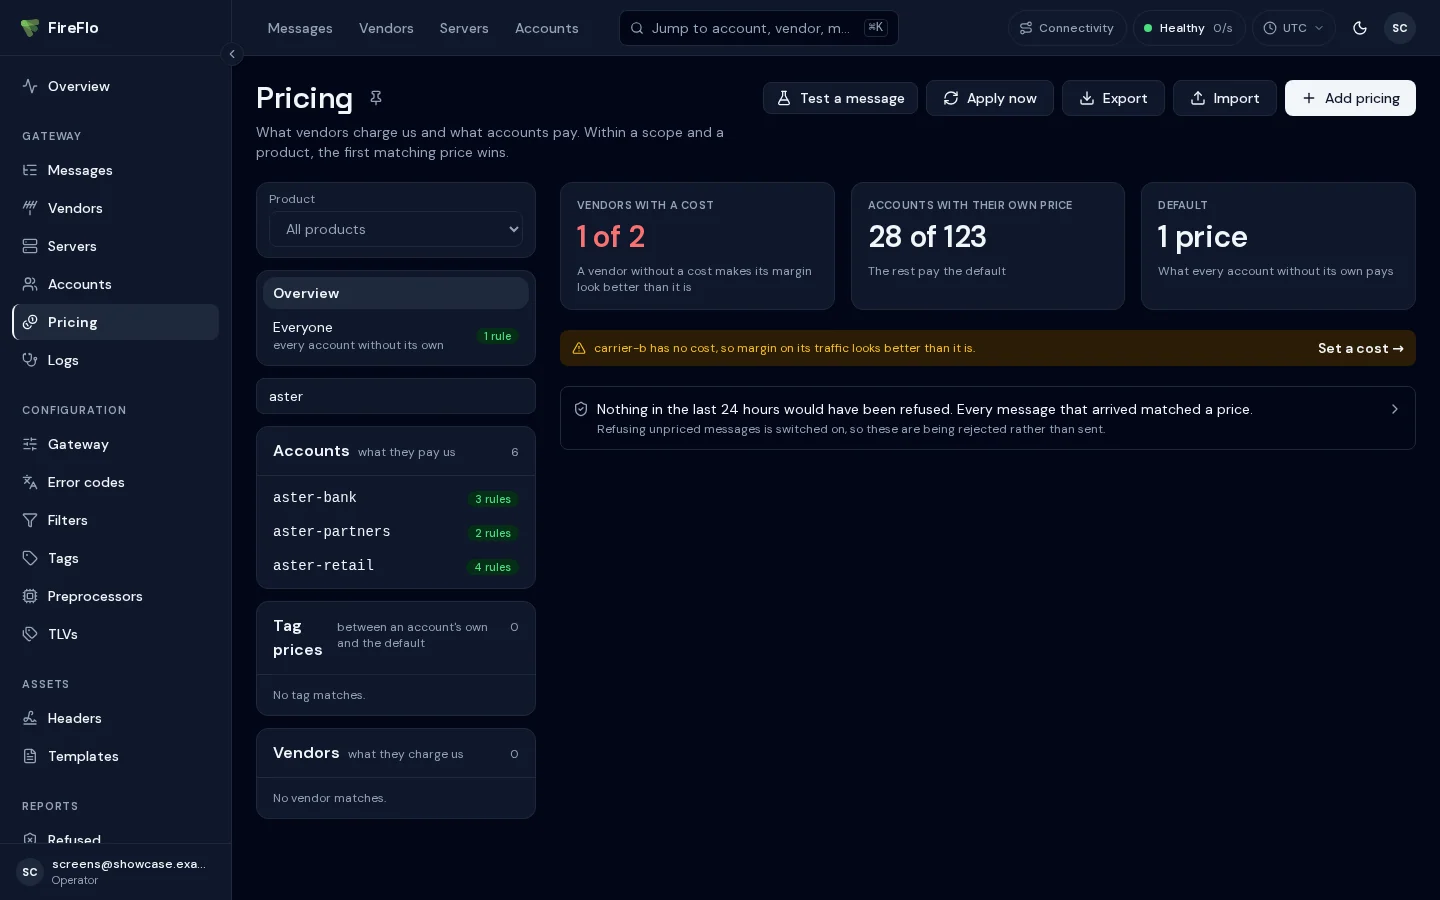 FireFlo
Messages
Vendors
Servers
Accounts
Jump to account, vendor, m...
⌘K
Connectivity
Healthy 0/s
UTC
SC
Overview
GATEWAY
Messages
Vendors
Servers
Accounts
Pricing
Logs
CONFIGURATION
Gateway
Error codes
Filters
Tags
Preprocessors
TLVs
ASSETS
Headers
Templates
REPORTS
Refused
SC
screens@showcase.exa...
Operator
Pricing
Test a message
Apply now
Export
Import
Add pricing
What vendors charge us and what accounts pay. Within a scope and a
product, the first matching price wins.
Product
All products
Overview
Everyone
every account without its own
1 rule
aster
Accounts what they pay us 6
aster-bank 3 rules
aster-partners 2 rules
aster-retail 4 rules
Tag
prices
between an account's own
and the default
0
No tag matches.
Vendors what they charge us 0
No vendor matches.
VENDORS WITH A COST
1 of 2
A vendor without a cost makes its margin
look better than it is
ACCOUNTS WITH THEIR OWN PRICE
28 of 123
The rest pay the default
DEFAULT
1 price
What every account without its own pays
carrier-b has no cost, so margin on its traffic looks better than it is.
Set a cost →
Nothing in the last 24 hours would have been refused. Every message that arrived matched a price.
Refusing unpriced messages is switched on, so these are being rejected rather than sent.